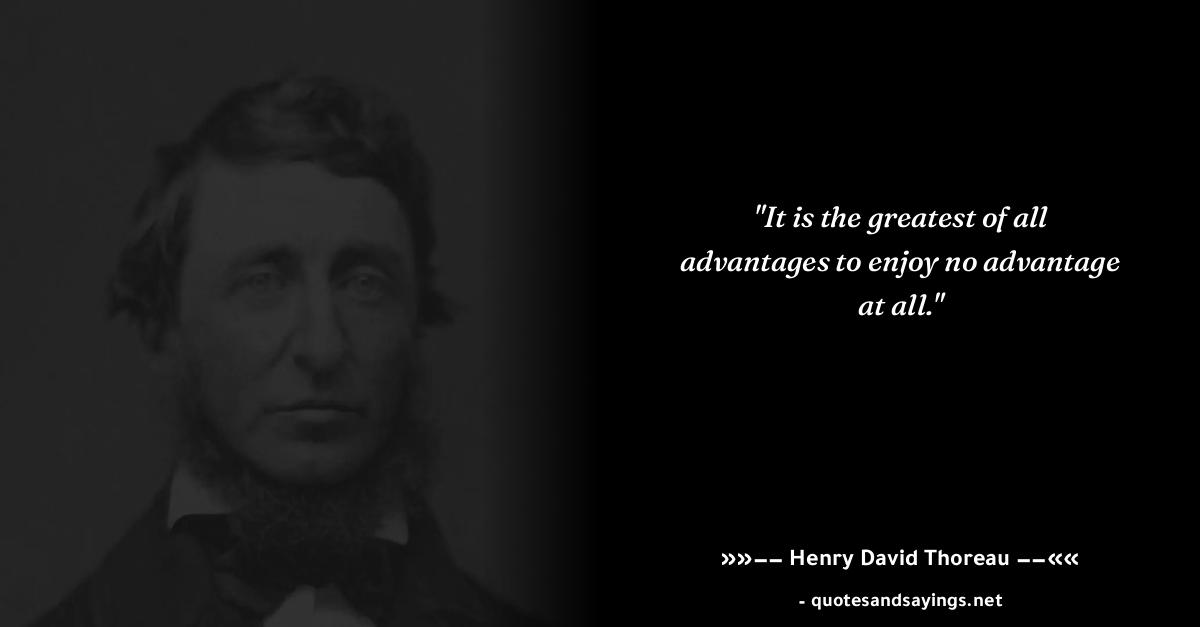 "It is the greatest of all
advantages to enjoy no advantage
at all."
»»−− Henry David Thoreau −−««
- quotesandsayings.net